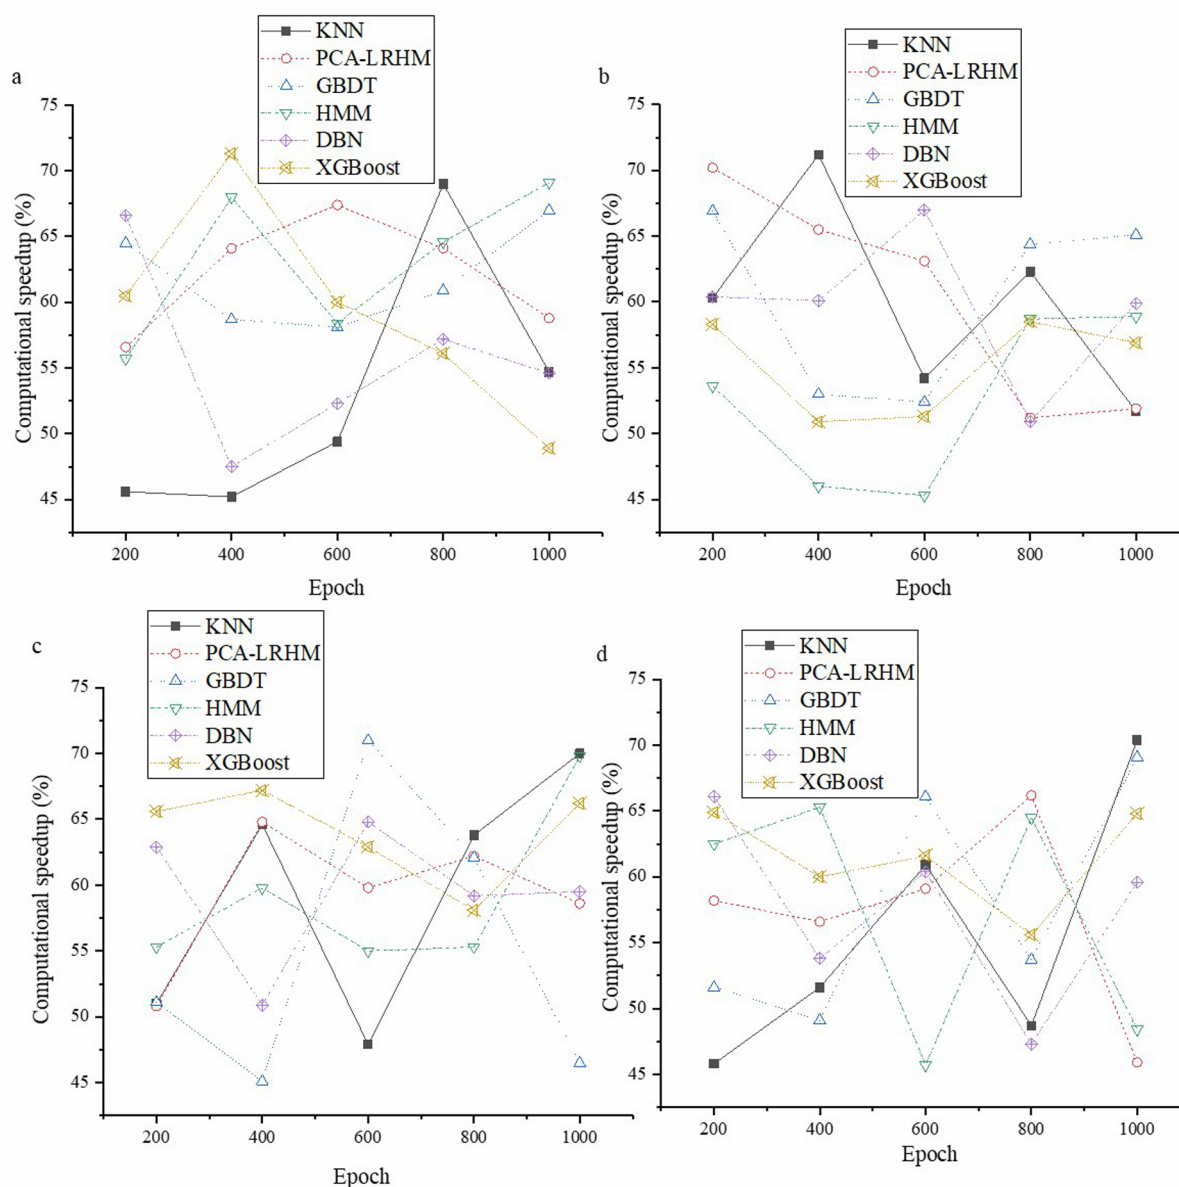 a
KNN
PCA-LRHM
GBDT
HMM
DBN
XGBoost
75
70
65
60
55
50
45
Computational speedup (%)
200 400 600 800 1000
Epoch
b
KNN
PCA-LRHM
GBDT
HMM
DBN
XGBoost
75
70
65
60
55
50
45
Computational speedup (%)
200 400 600 800 1000
Epoch
c
KNN
PCA-LRHM
GBDT
HMM
DBN
XGBoost
75
70
65
60
55
50
45
Computational speedup (%)
200 400 600 800 1000
Epoch
d
KNN
PCA-LRHM
GBDT
HMM
DBN
XGBoost
75
70
65
60
55
50
45
Computational speedup (%)
200 400 600 800 1000
Epoch